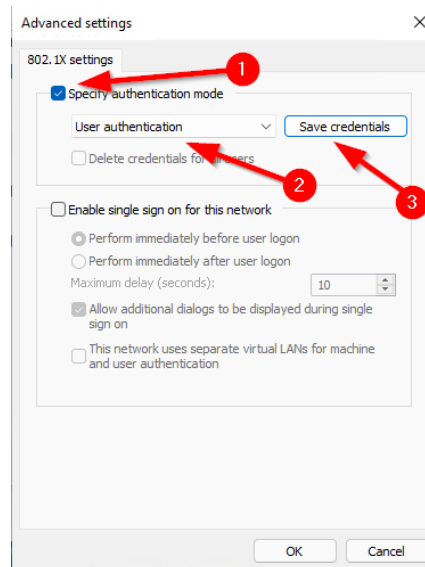 Advanced settings
802.1X settings
1
Specify authentication mode
User authentication
Save credentials
Delete credentials for all users
2
3
Enable single sign on for this network
Perform immediately before user logon
Perform immediately after user logon
Maximum delay (seconds):
10
Allow additional dialogs to be displayed during single
sign on
This network uses separate virtual LANs for machine
and user authentication
OK
Cancel